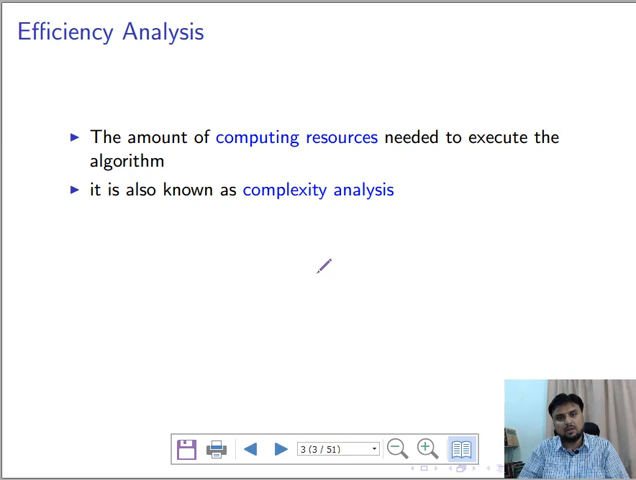 Efficiency Analysis
The amount of computing resources needed to execute the
algorithm
it is also known as complexity analysis
3 (3 / 51)